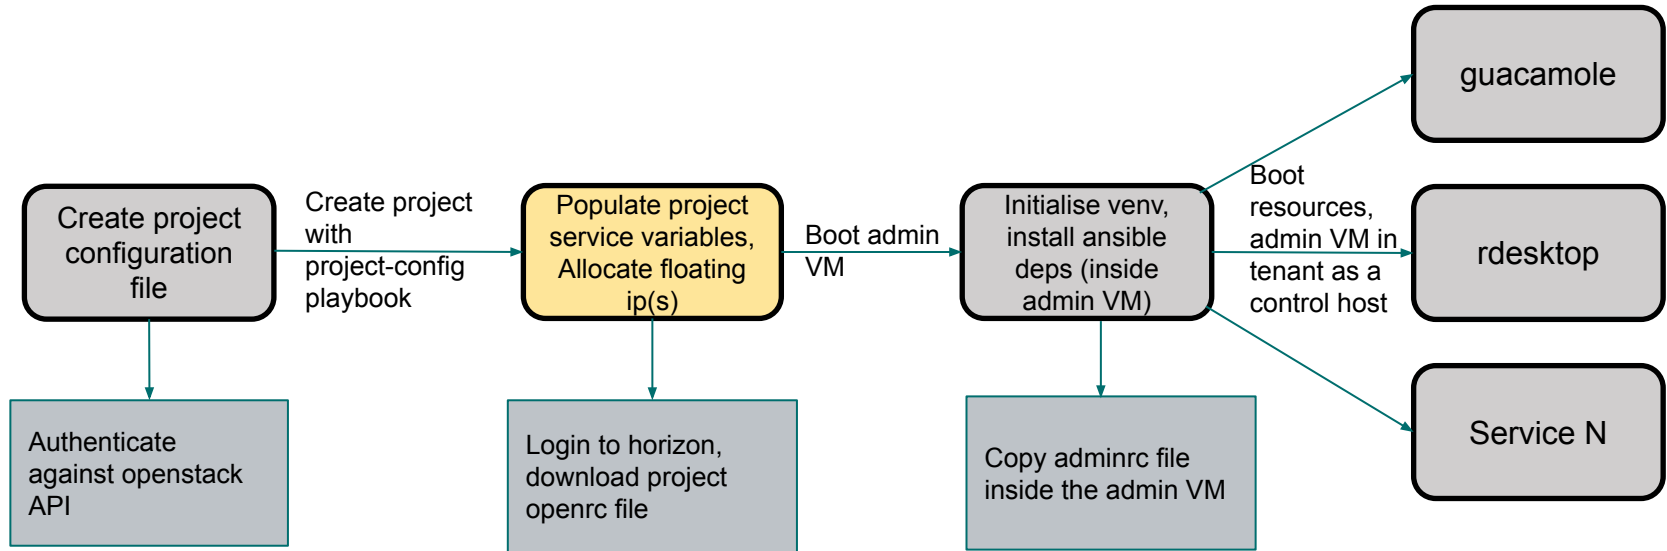 Create project
configuration
file
Create project
with
project-config
playbook
Populate project
service variables,
Allocate floating
ip(s)
Boot admin
VM
Initialise venv,
install ansible
deps (inside
admin VM)
Boot
resources,
admin VM in
tenant as a
control host
guacamole
rdesktop
Service N
Authenticate
against openstack
API
Login to horizon,
download project
openrc file
Copy adminrc file
inside the admin VM